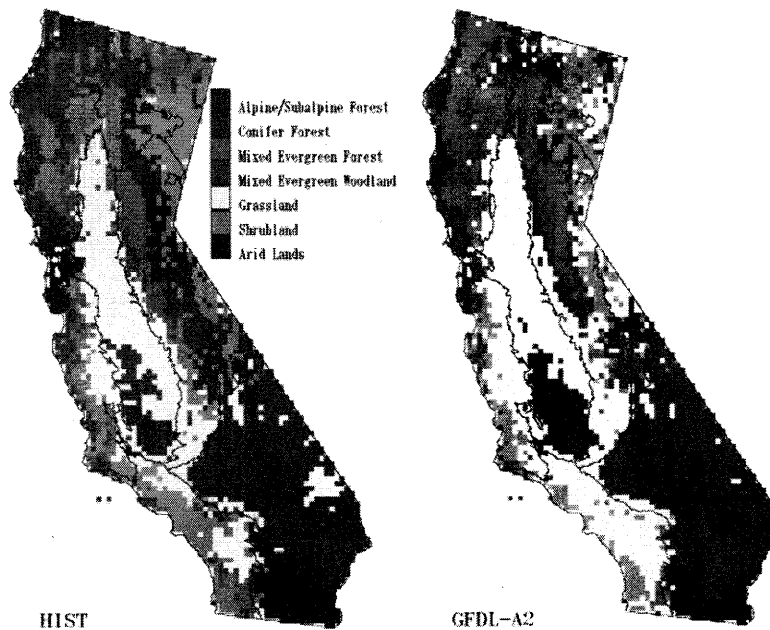 Alpine/Subalpine Forest
Conifer Forest
Mixed Evergreen Forest
Mixed Evergreen Woodland
Grassland
Shrubland
Arid Lands
HIST
GFDL-A2